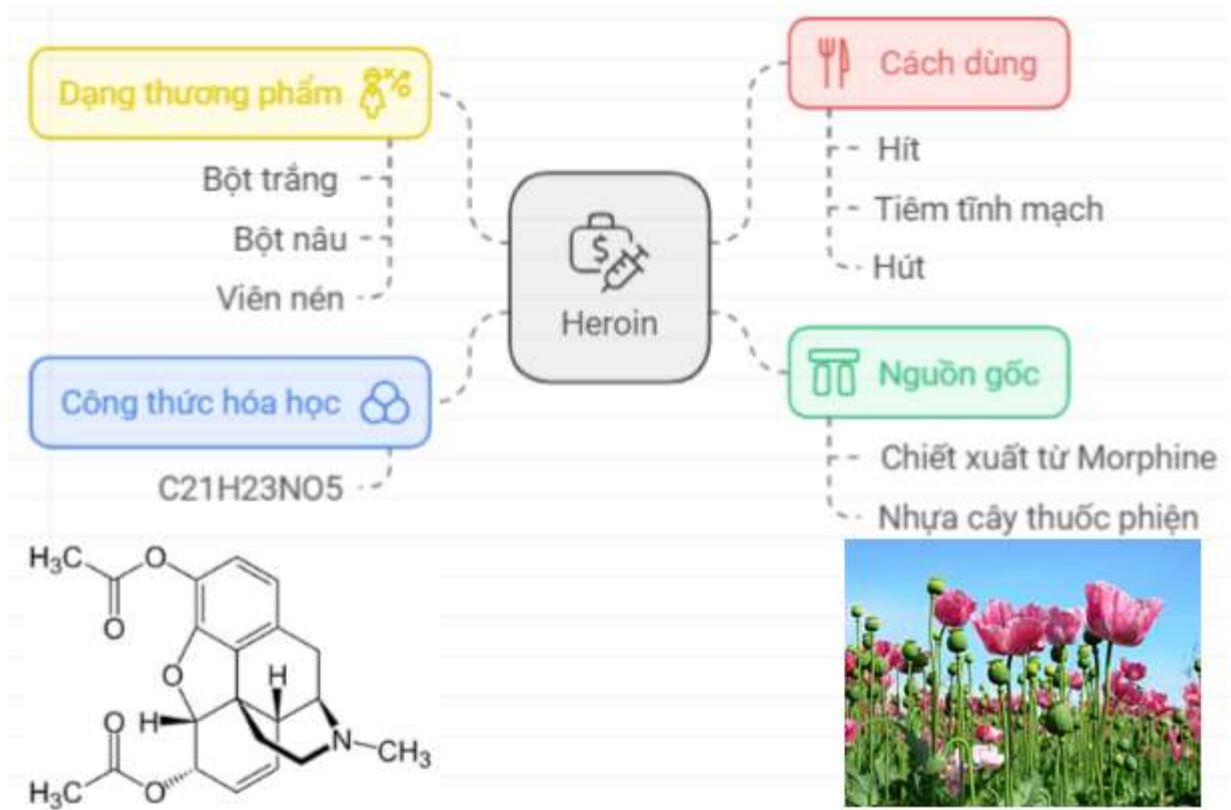 Dạng thương phẩm
Bột trắng
Bột nâu
Viên nén
Công thức hóa học
C21H23NO5
$
Heroin
Cách dùng
Hít
Tiêm tĩnh mạch
Hút
Nguồn gốc
Chiết xuất từ Morphine
Nhựa cây thuốc phiện
H₃C
O
O
O
H
O
H
N
CH₃
H₃C
O